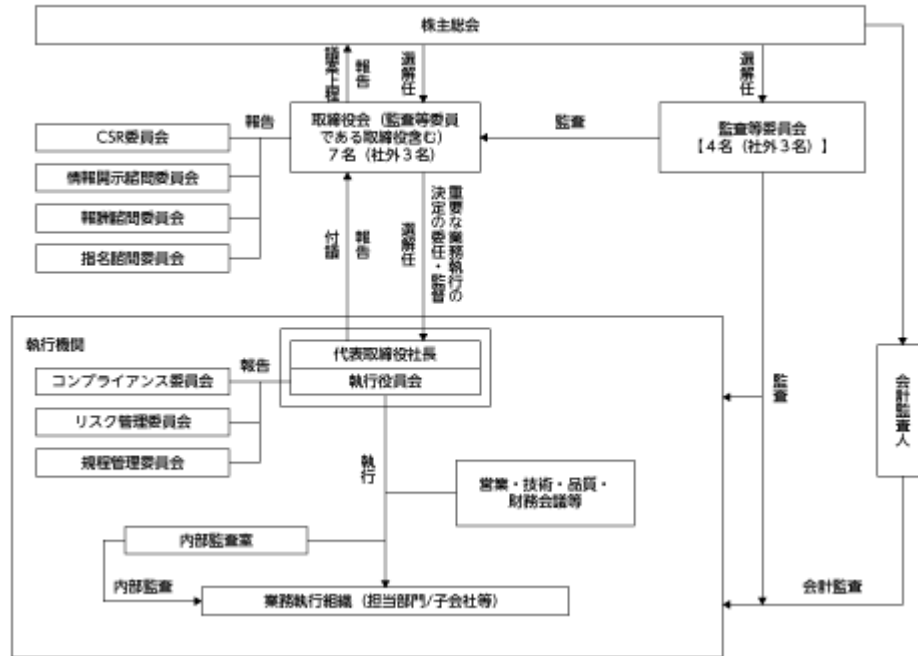 株主総会
議案上程
報告
選解任
選解任
取締役会（監査等委員
である取締役含む）
７名（社外３名）
監査
監査等委員会
【４名（社外３名）】
報告
CSR委員会
情報開示諮問委員会
報酬諮問委員会
指名諮問委員会
付議
報告
選解任
重要な業務執行の
決定の委任・監督
執行機関
代表取締役社長
執行役員会
報告
コンプライアンス委員会
リスク管理委員会
規程管理委員会
監査
会計監査人
執行
営業・技術・品質・
財務会議等
内部監査室
内部監査
業務執行組織（担当部門/子会社等）
会計監査